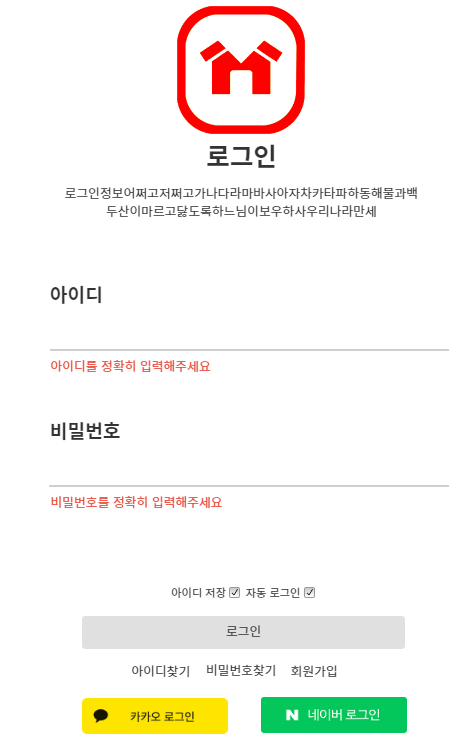 로그인
로그인정보어쩌고저쩌고가나다라마바사아자차카타파하동해물과백
두산이마르고닳도록하느님이보우하사우리나라만세
아이디
아이디를 정확히 입력해주세요
비밀번호
비밀번호를 정확히 입력해주세요
아이디 저장 자동 로그인
로그인
아이디찾기 비밀번호찾기 회원가입
카카오 로그인 N 네이버 로그인